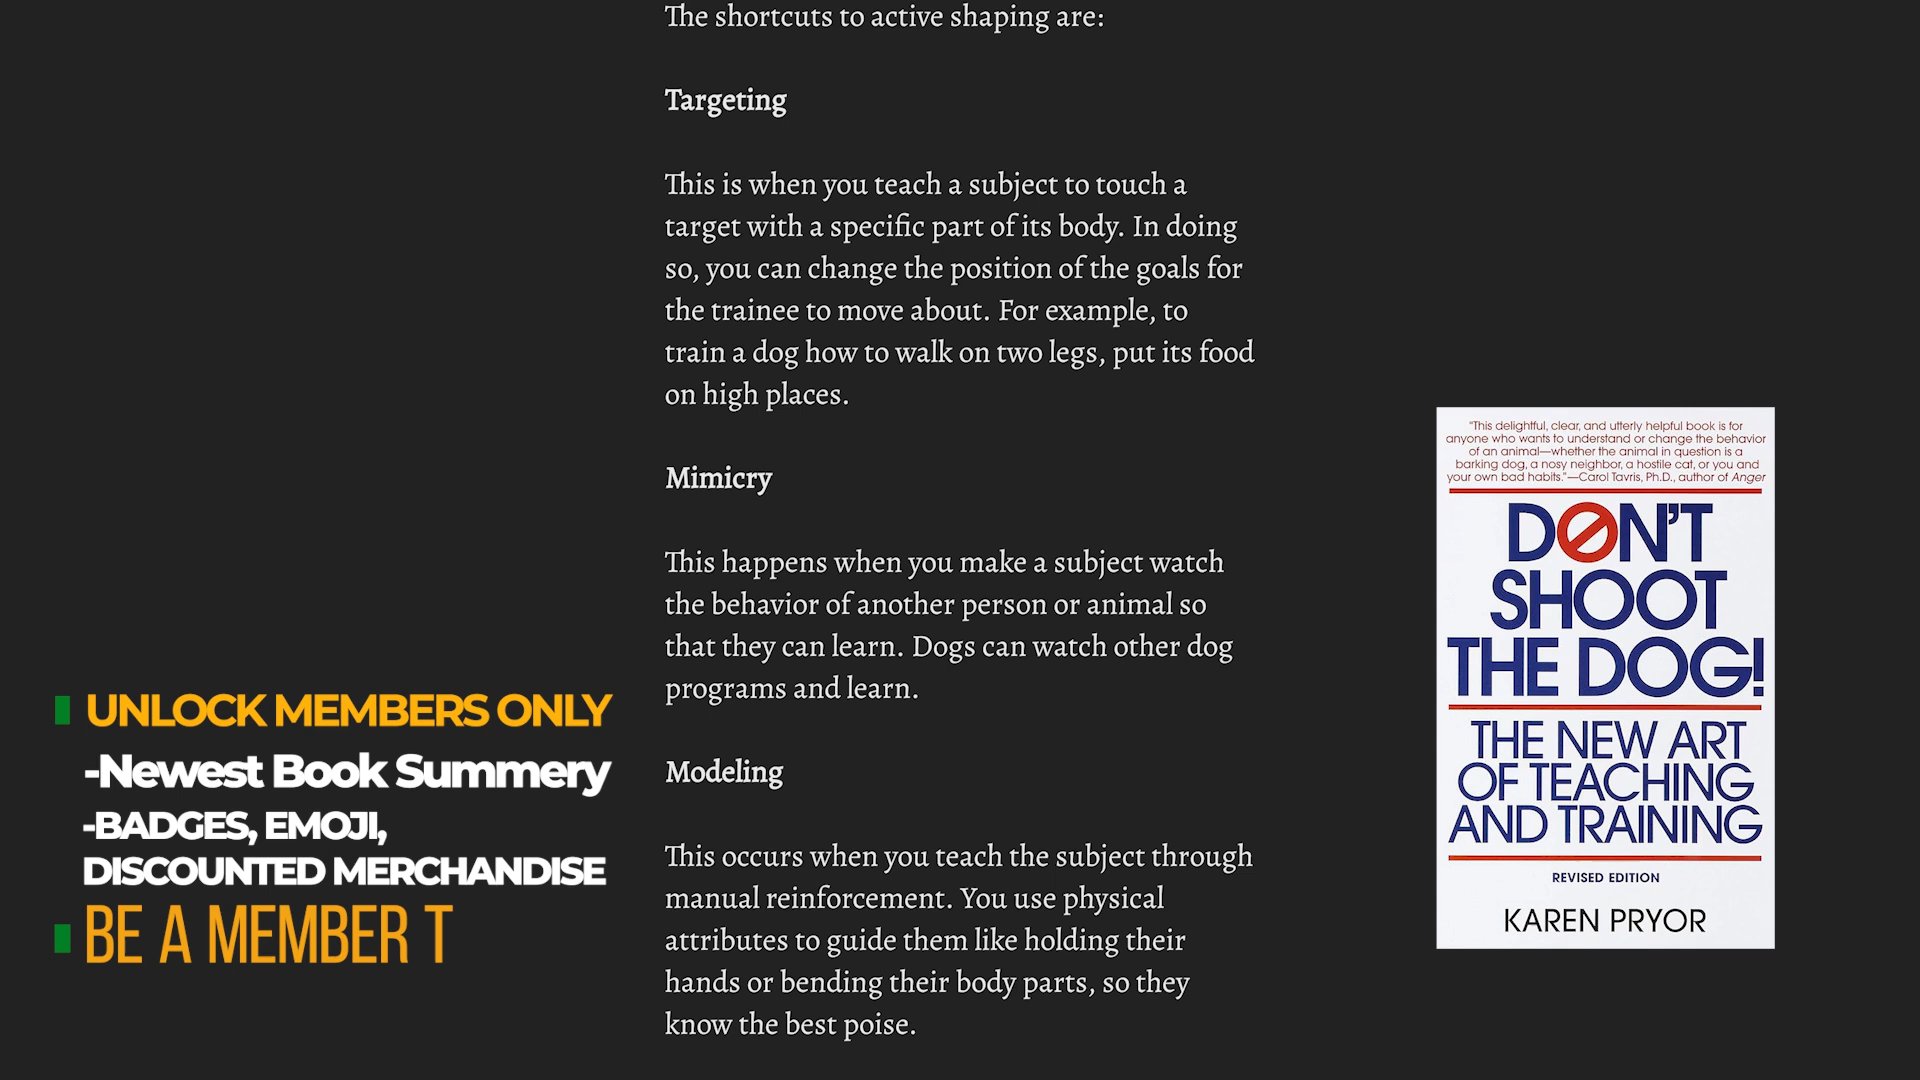 The shortcuts to active shaping are:
Targeting
This is when you teach a subject to touch a
target with a specific part of its body. In doing
so, you can change the position of the goals for
the trainee to move about. For example, to
train a dog how to walk on two legs, put its food
on high places.
Mimicry
This happens when you make a subject watch
the behavior of another person or animal so
that they can learn. Dogs can watch other dog
programs and learn.
Modeling
This occurs when you teach the subject through
manual reinforcement. You use physical
attributes to guide them like holding their
hands or bending their body parts, so they
know the best poise.
UNLOCK MEMBERS ONLY
-Newest Book Summery
-BADGES, EMOJI,
DISCOUNTED MERCHANDISE
BE A MEMBER T
"This delightful, clear, and utterly helpful book is for
anyone who wants to understand or change the behavior
of an animal—whether the animal in question is a
barking dog, a nosy neighbor, a hostile cat, or you and
your own bad habits."—Carol Tavris, Ph.D., author of Anger
DON'T
SHOOT
THE DOG!
THE NEW ART
OF TEACHING
AND TRAINING
REVISED EDITION
KAREN PRYOR